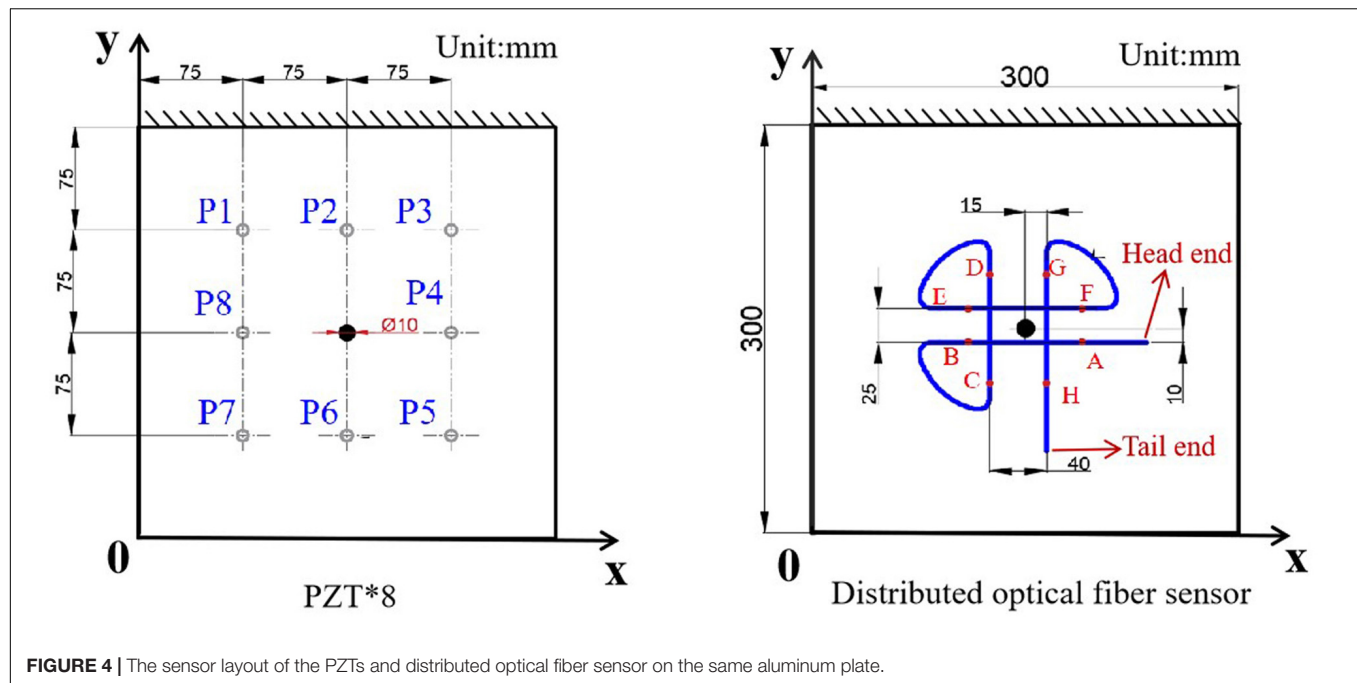 y
Unit:mm
75
75
75
75
75
75
P1
P2
P3
P8
P4
Ø10
P7
P6
P5
0
x
PZT*8
y
Unit:mm
300
300
15
D
G
Head end
E
F
B
A
25
10
C
H
Tail end
40
0
x
Distributed optical fiber sensor
FIGURE 4 | The sensor layout of the PZTs and distributed optical fiber sensor on the same aluminum plate.